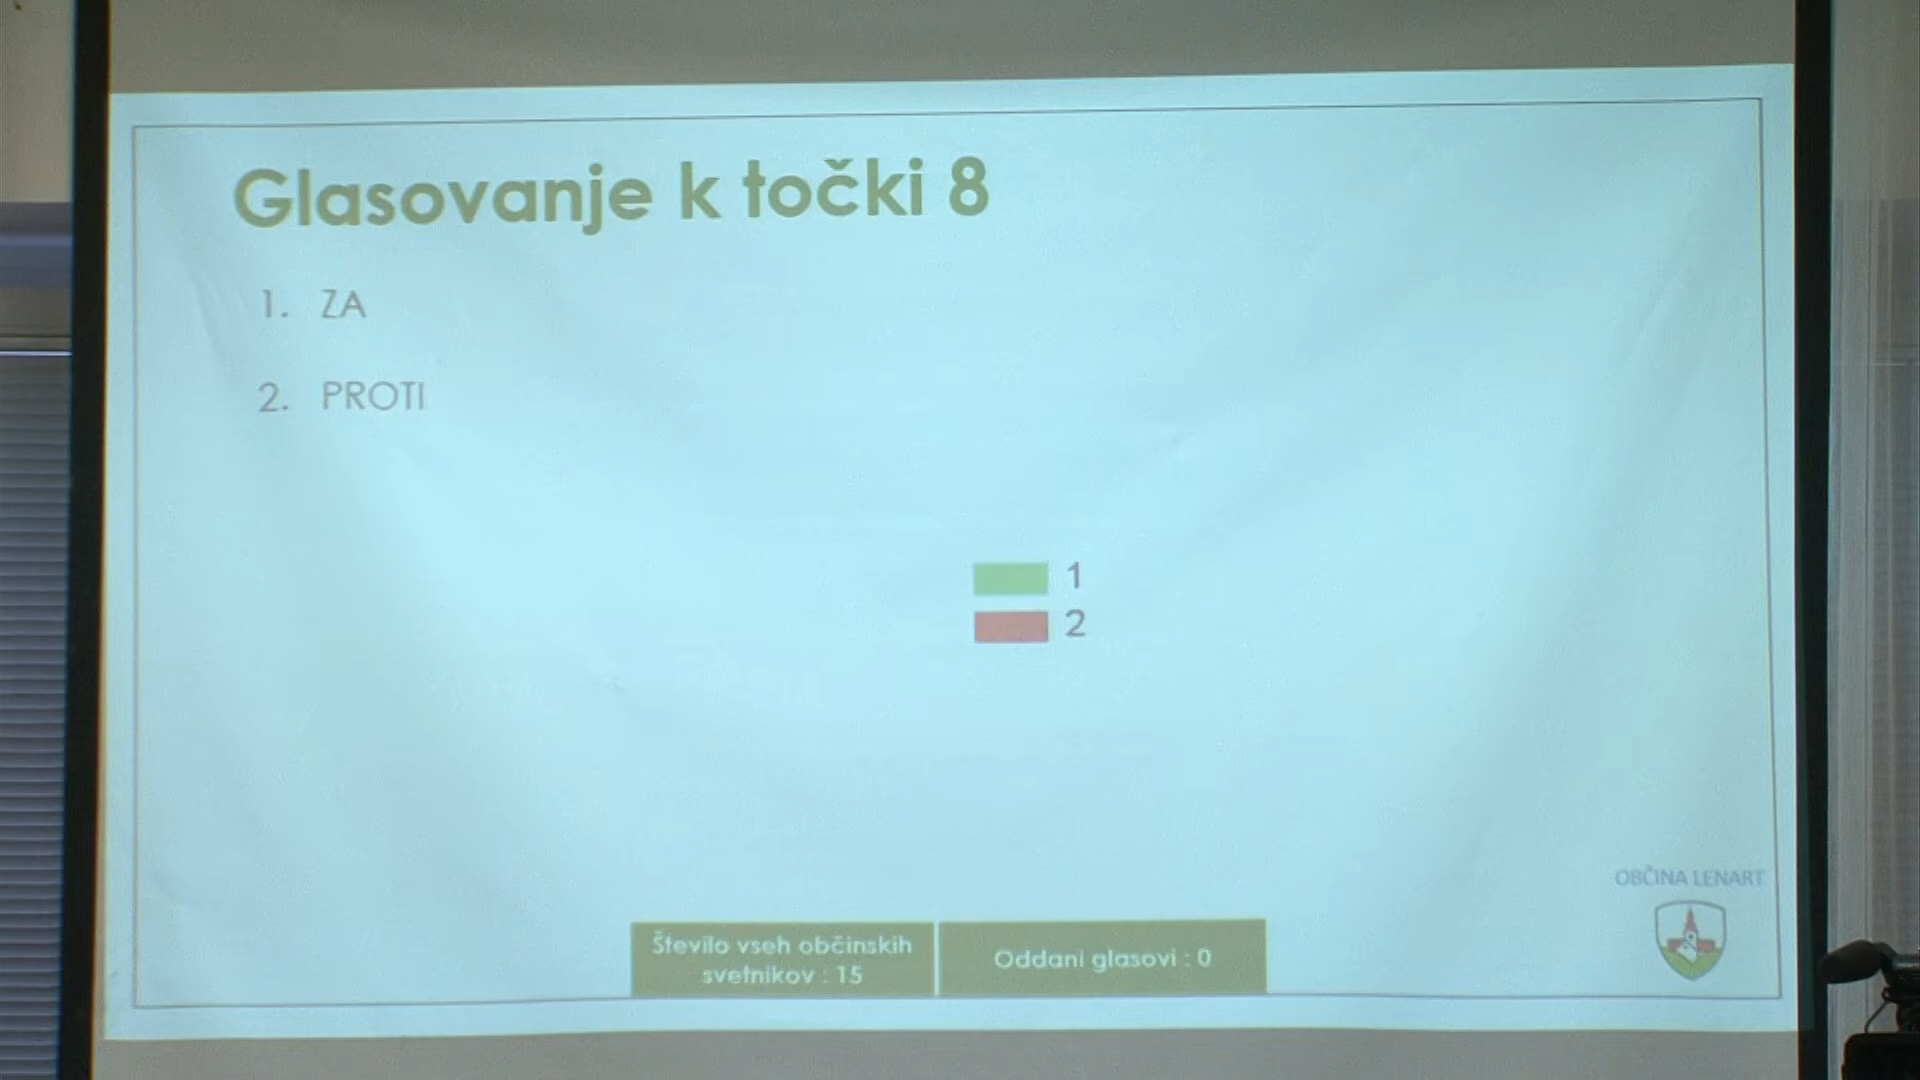 Glasovanje k točki 8
1. ZA
2. PROTI
1
2
OBČINA LENART
Število vseh občinskih
svetnikov : 15
Oddani glasovi : 0